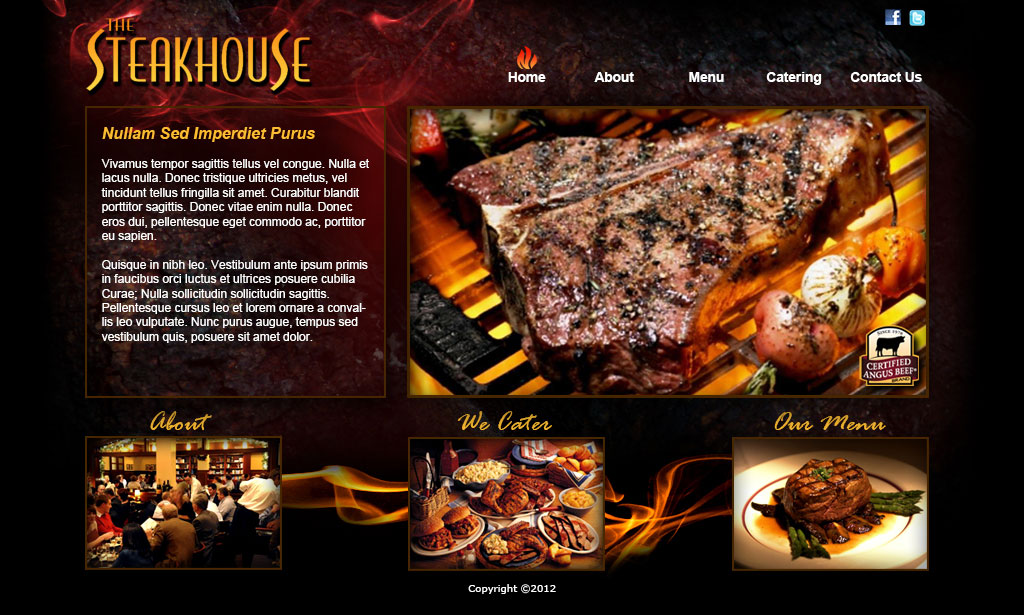 THE
STEAKHOUSE
Home About Menu Catering Contact Us
Nullam Sed Imperdiet Purus
Vivamus tempor sagittis tellus vel congue. Nulla et
lacus nulla. Donec tristique ultricies metus, vel
tincidunt tellus fringilla sit amet. Curabitur blandit
porttitor sagittis. Donec vitae enim nulla. Donec
eros dui, pellentesque eget commodo ac, porttitor
eu sapien.
Quisque in nibh leo. Vestibulum ante ipsum primis
in faucibus orci luctus et ultrices posuere cubilia
Curae; Nulla sollicitudin sollicitudin sagittis.
Pellentesque cursus leo et lorem ornare a conval-
lis leo vulputate. Nunc purus augue, tempus sed
vestibulum quis, posuere sit amet dolor.
SINCE 1978
CERTIFIED
ANGUS BEEF®
BRAND
About
We Cater
Our Menu
Copyright ©2012